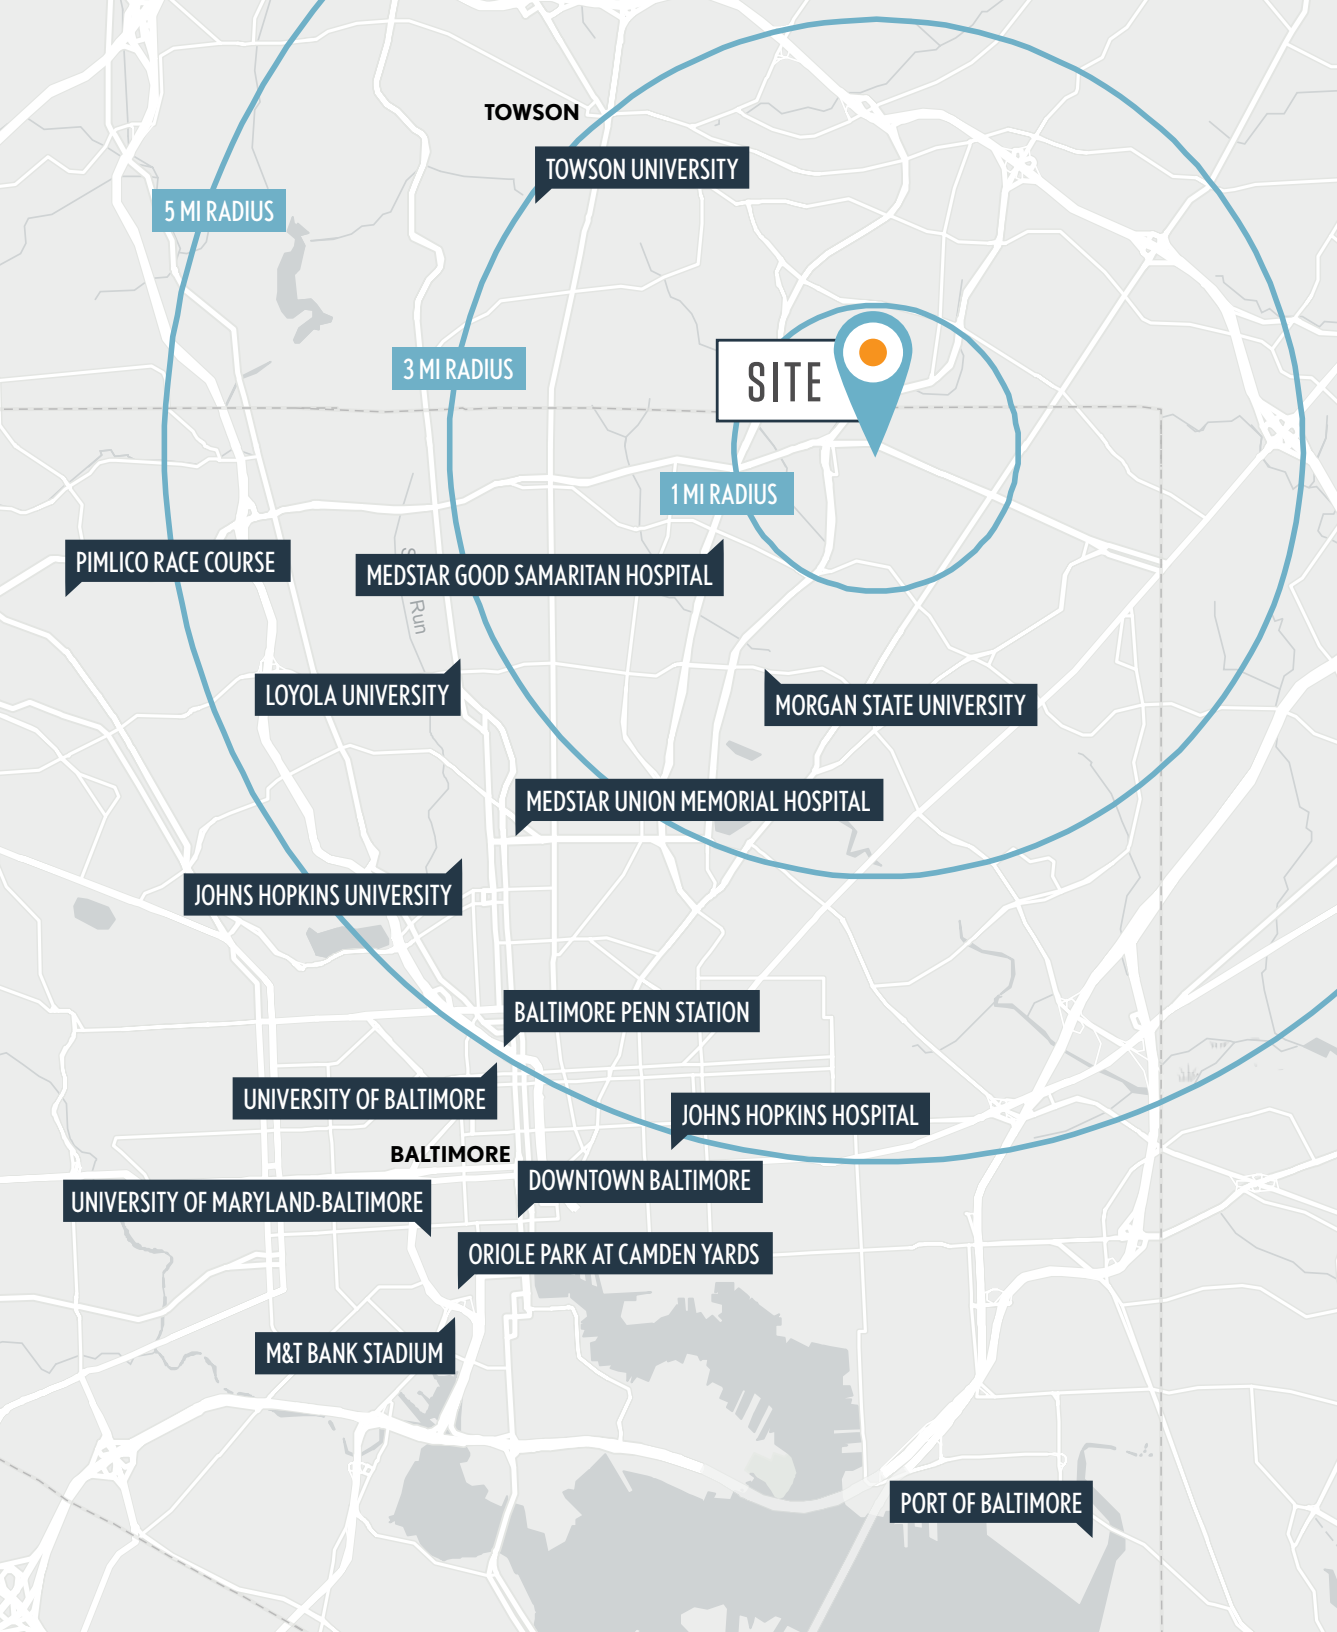 TOWSON
TOWSON UNIVERSITY
5 MI RADIUS
3 MI RADIUS
SITE
1 MI RADIUS
PIMLICO RACE COURSE
MEDSTAR GOOD SAMARITAN HOSPITAL
Run
LOYOLA UNIVERSITY
MORGAN STATE UNIVERSITY
MEDSTAR UNION MEMORIAL HOSPITAL
JOHNS HOPKINS UNIVERSITY
BALTIMORE PENN STATION
UNIVERSITY OF BALTIMORE
JOHNS HOPKINS HOSPITAL
BALTIMORE
DOWNTOWN BALTIMORE
UNIVERSITY OF MARYLAND-BALTIMORE
ORIOLE PARK AT CAMDEN YARDS
M&T BANK STADIUM
PORT OF BALTIMORE